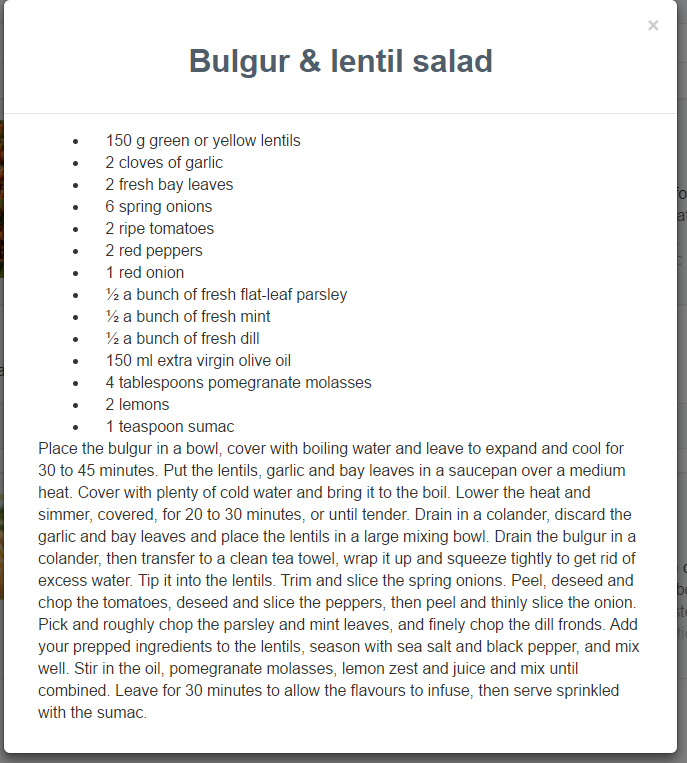 ×
Bulgur & lentil salad
• 150 g green or yellow lentils
• 2 cloves of garlic
• 2 fresh bay leaves
• 6 spring onions
• 2 ripe tomatoes
• 2 red peppers
• 1 red onion
• ½ a bunch of fresh flat-leaf parsley
• ½ a bunch of fresh mint
• ½ a bunch of fresh dill
• 150 ml extra virgin olive oil
• 4 tablespoons pomegranate molasses
• 2 lemons
• 1 teaspoon sumac
Place the bulgur in a bowl, cover with boiling water and leave to expand and cool for
30 to 45 minutes. Put the lentils, garlic and bay leaves in a saucepan over a medium
heat. Cover with plenty of cold water and bring it to the boil. Lower the heat and
simmer, covered, for 20 to 30 minutes, or until tender. Drain in a colander, discard the
garlic and bay leaves and place the lentils in a large mixing bowl. Drain the bulgur in a
colander, then transfer to a clean tea towel, wrap it up and squeeze tightly to get rid of
excess water. Tip it into the lentils. Trim and slice the spring onions. Peel, deseed and
chop the tomatoes, deseed and slice the peppers, then peel and thinly slice the onion.
Pick and roughly chop the parsley and mint leaves, and finely chop the dill fronds. Add
your prepped ingredients to the lentils, season with sea salt and black pepper, and mix
well. Stir in the oil, pomegranate molasses, lemon zest and juice and mix until
combined. Leave for 30 minutes to allow the flavours to infuse, then serve sprinkled
with the sumac.